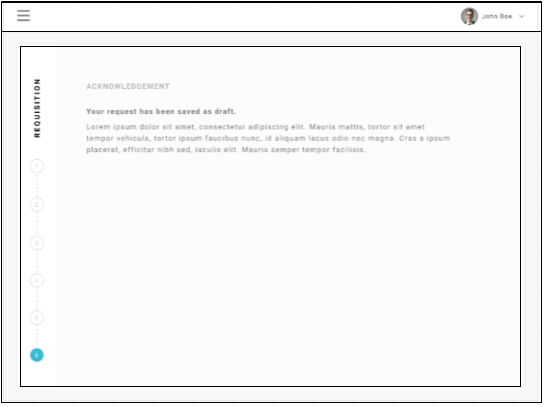 John Doe
REQUISITION
ACKNOWLEDGEMENT
Your request has been saved as draft.
Lorem ipsum dolor sit amet, consectetur adipiscing elit. Mauris mattis, tortor sit amet
tempor vehicula, tortor ipsum faucibus nunc, id aliquam lacus odio nec magna. Cras a ipsum
placerat, efficitur nibh sed, iaculis elit. Mauris semper tempor facilisis.
1
2
3
4
5
6